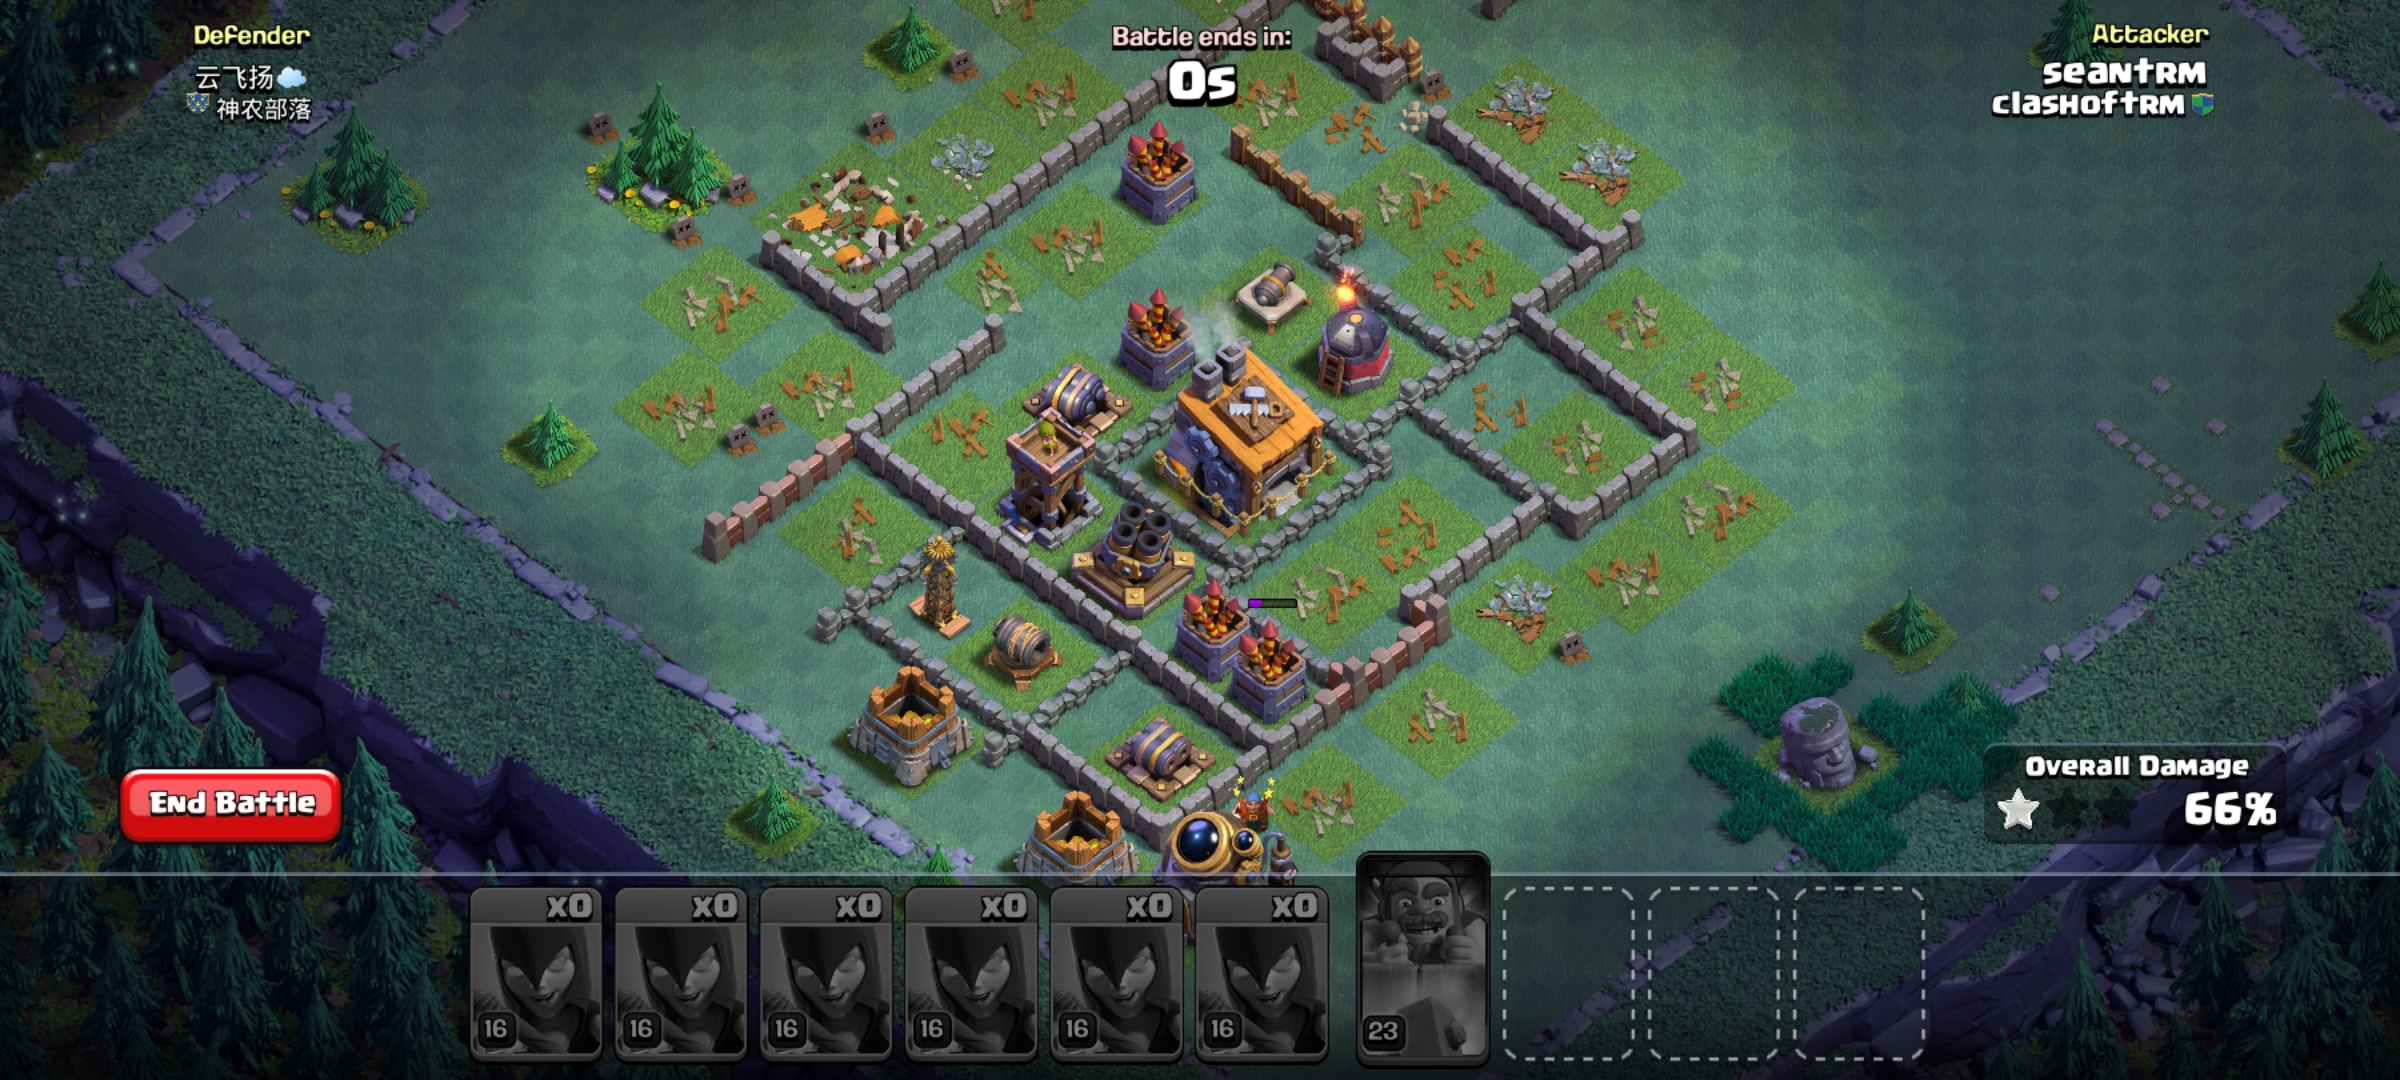 Defender
云飞扬☁️
神农部落
Battle ends in:
0s
Attacker
seantRM
clashoftRM
End Battle
Overall Damage
66%
x0 x0 x0 x0 x0 x0
16 16 16 16 16 16 23